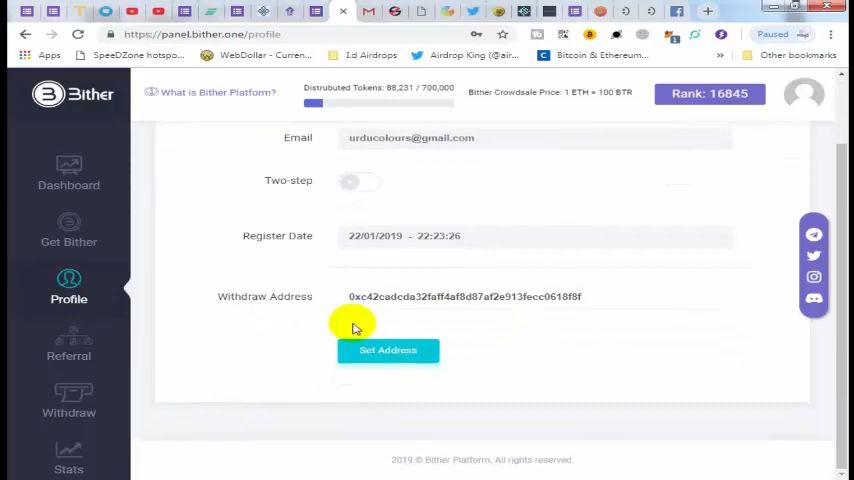 https://panel.bither.one/profile
Paused
Apps
SpeedZone hotspo...
WebDollar - Curren...
I.d Airdrops
Airdrop King (@air...
Bitcoin & Ethereum...
»
Other bookmarks
Bither
What is Bither Platform?
Distrubuted Tokens: 88,231 / 700,000
Bither Crowdsale Price: 1 ETH = 100 BTR
Rank: 16845
Dashboard
Get Bither
Profile
Referral
Withdraw
Stats
Email
urducolours@gmail.com
Two-step
Register Date
22/01/2019 - 22:23:26
Withdraw Address
0xc42cadcda32faff4af8d87af2e913fecc0618f8f
Set Address
2019 © Bither Platform. All rights reserved.